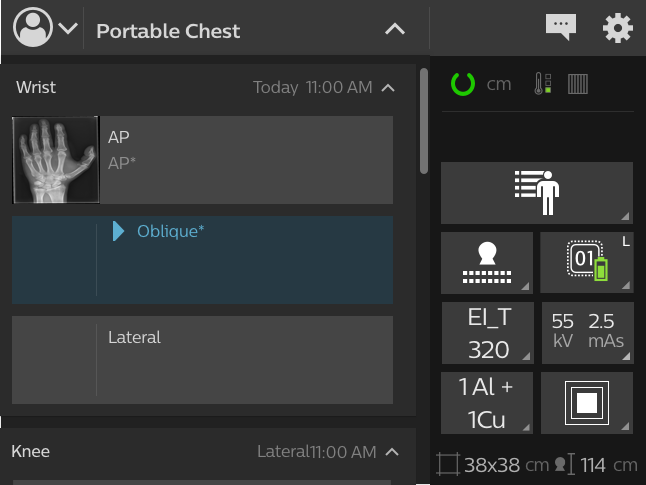 Portable Chest
Wrist Today 11:00 AM
AP
AP*
Oblique*
Lateral
Knee Lateral11:00 AM
cm
01 L
EI_T
320
55 2.5
kV mAs
1 Al +
1Cu
38x38 cm 114 cm